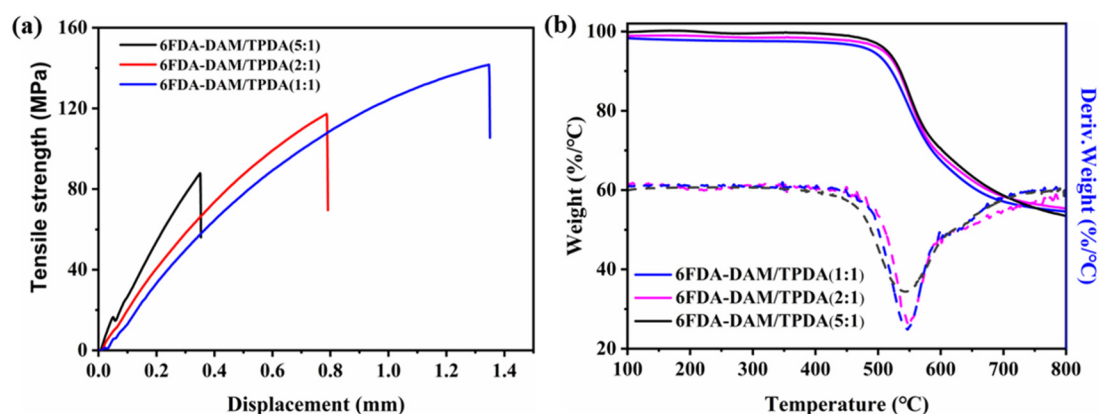 (a)
160
120
80
40
0
Tensile strength (MPa)
6FDA-DAM/TPDA(5:1)
6FDA-DAM/TPDA(2:1)
6FDA-DAM/TPDA(1:1)
0.0 0.2 0.4 0.6 0.8 1.0 1.2 1.4
Displacement (mm)
(b)
100
80
60
40
20
Weight (%/°C)
Deriv.Weight (%/°C)
6FDA-DAM/TPDA(1:1)
6FDA-DAM/TPDA(2:1)
6FDA-DAM/TPDA(5:1)
100 200 300 400 500 600 700 800
Temperature (°C)